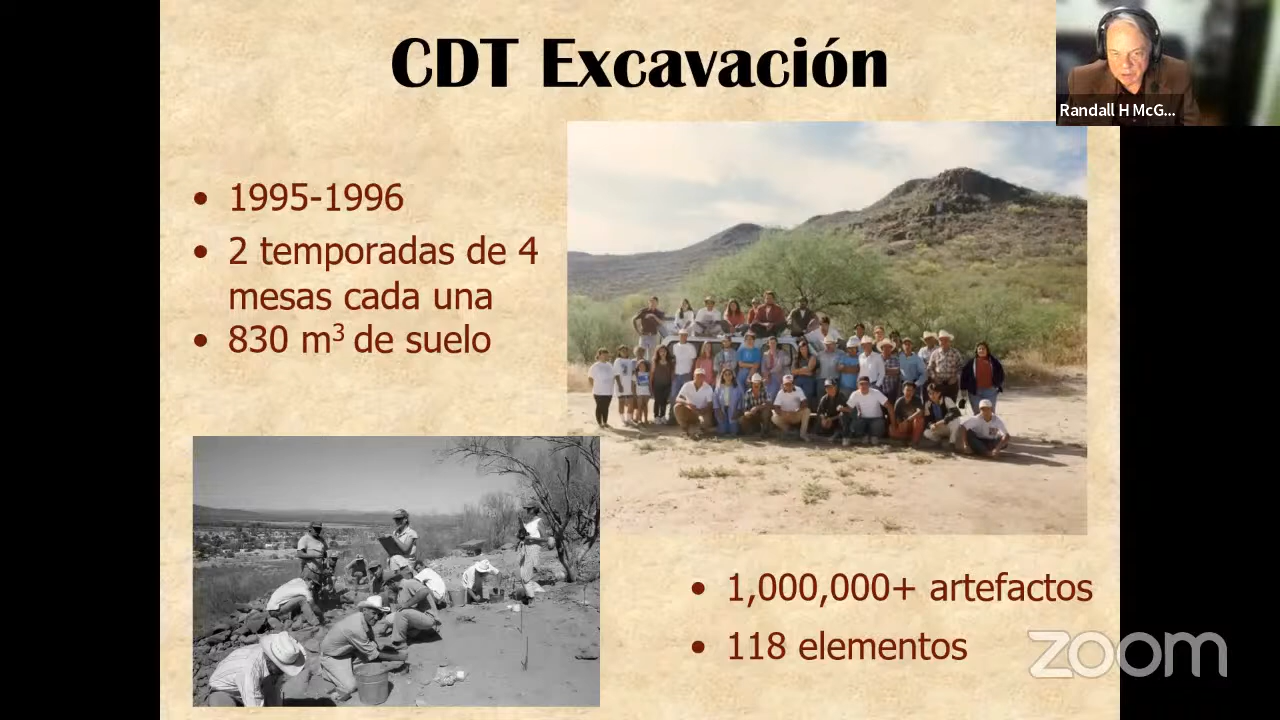 CDT Excavación
Randall H McG...
• 1995-1996
• 2 temporadas de 4
mesas cada una
• 830 m³ de suelo
• 1,000,000+ artefactos
• 118 elementos
zoom